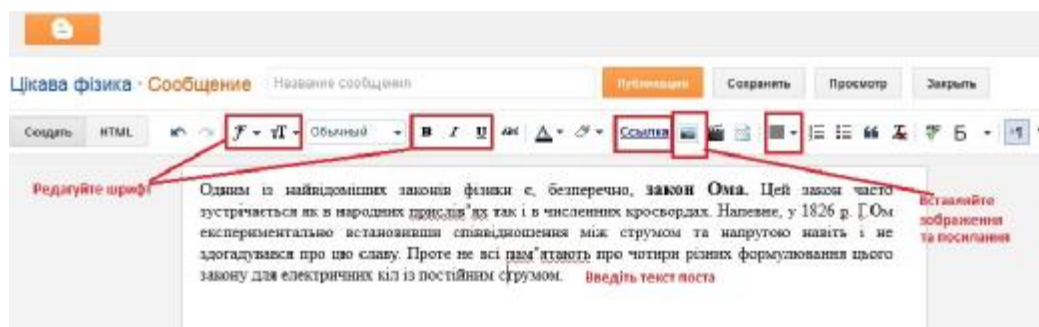 Цікава фізика · Сообщение Название сообщения Публикация Сохранить Просмотр Закрыть
Создать HTML Обычный B I U ABC A Ссылка
Редагуйте шрифт
Одним із найвідоміших законів фізики є, безперечно, закон Ома. Цей закон часто
зустрічається як в народних прислів"ях так і в численних кросвордах. Напевне, у 1826 р. Г.Ом
експериментально встановивши співвідношення між струмом та напругою навіть і не
здогадувався про цю славу. Проте не всі пам"ятають про чотири різних формулювання цього
закону для електричних кіл із постійним струмом. Введіть текст поста
Вставляйте
зображення
та посилання